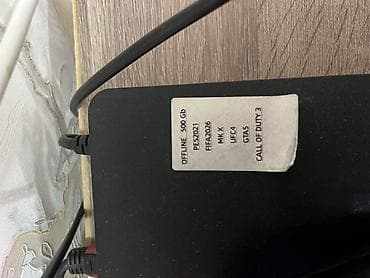 OFFLINE 500 Gb
PES2021
FIFA2026
MK X
UFC4
GTA5
CALL OF DUTY 3